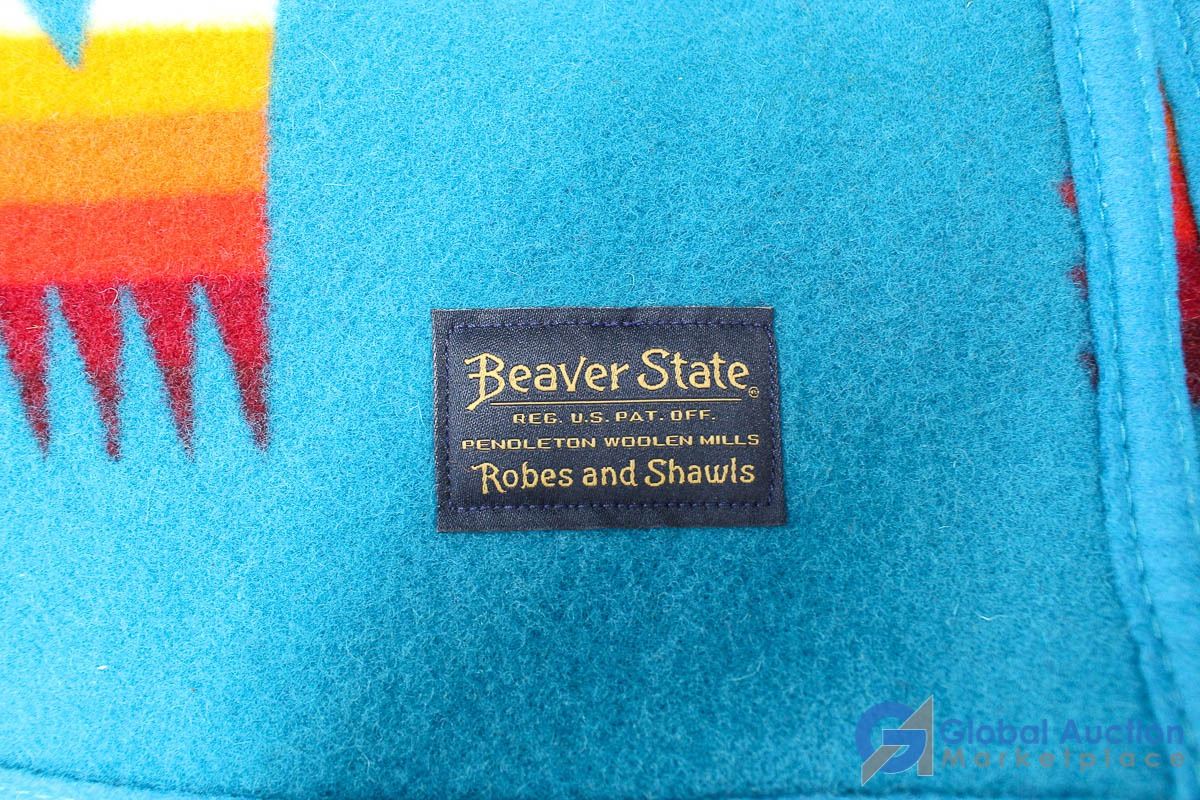 Beaver State®
REG. U.S. PAT. OFF.
PENDLETON WOOLEN MILLS
Robes and Shawls
Global Auction
Marketplace